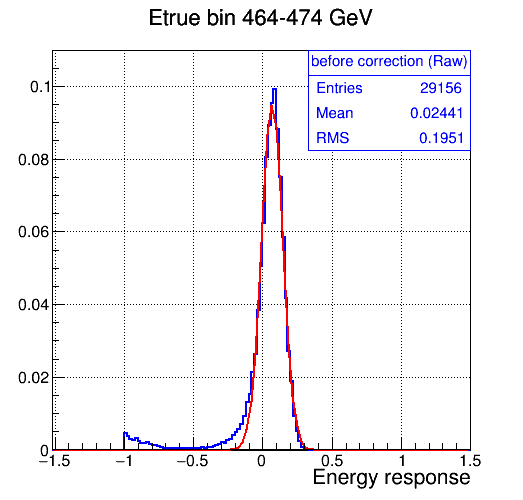 Etrue bin 464-474 GeV
before correction (Raw)
Entries 29156
Mean 0.02441
RMS 0.1951
0.1
0.08
0.06
0.04
0.02
0
−1.5 −1 −0.5 0 0.5 1 1.5
Energy response